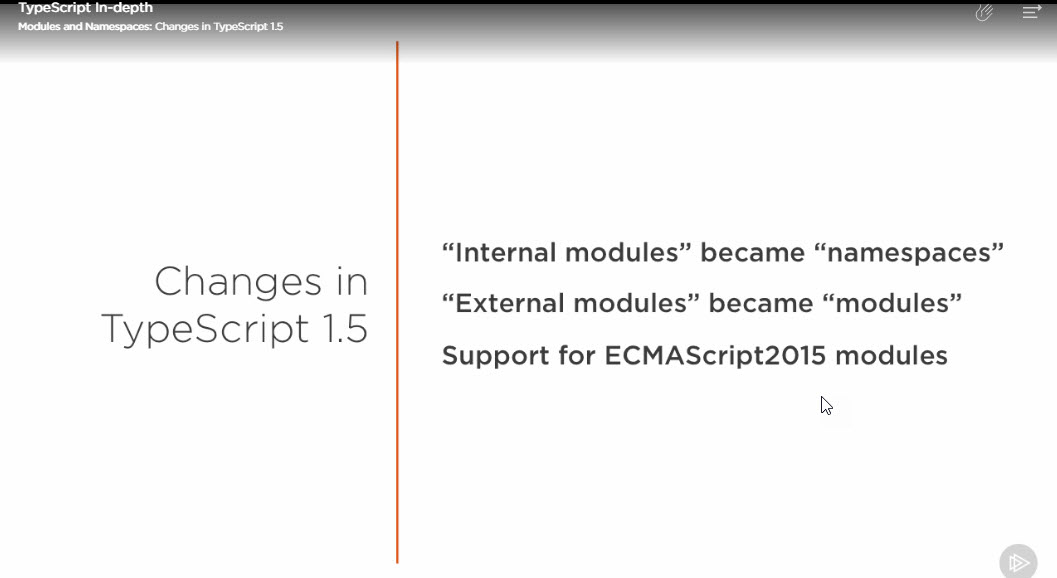 TypeScript In-depth
Modules and Namespaces: Changes in TypeScript 1.5
Changes in
TypeScript 1.5
“Internal modules” became “namespaces”
“External modules” became “modules”
Support for ECMAScript2015 modules